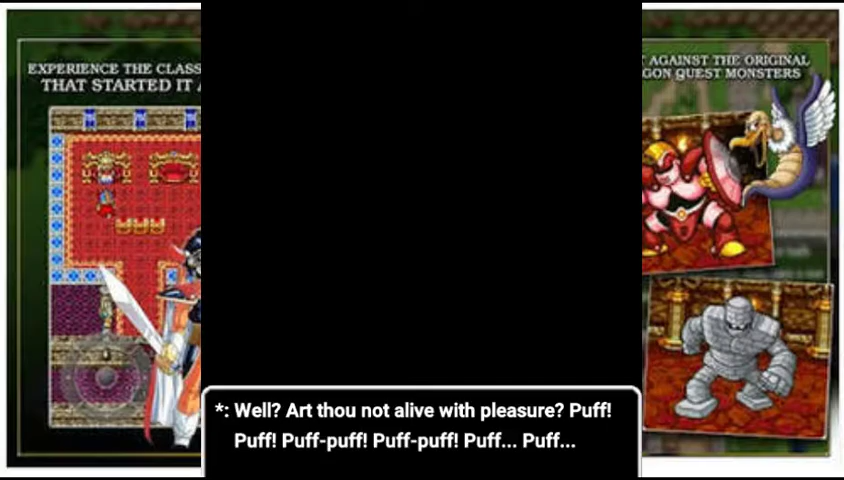 EXPERIENCE THE CLASS
THAT STARTED IT A
T AGAINST THE ORIGINAL
GON QUEST MONSTERS
*: Well? Art thou not alive with pleasure? Puff!
Puff! Puff-puff! Puff-puff! Puff... Puff...